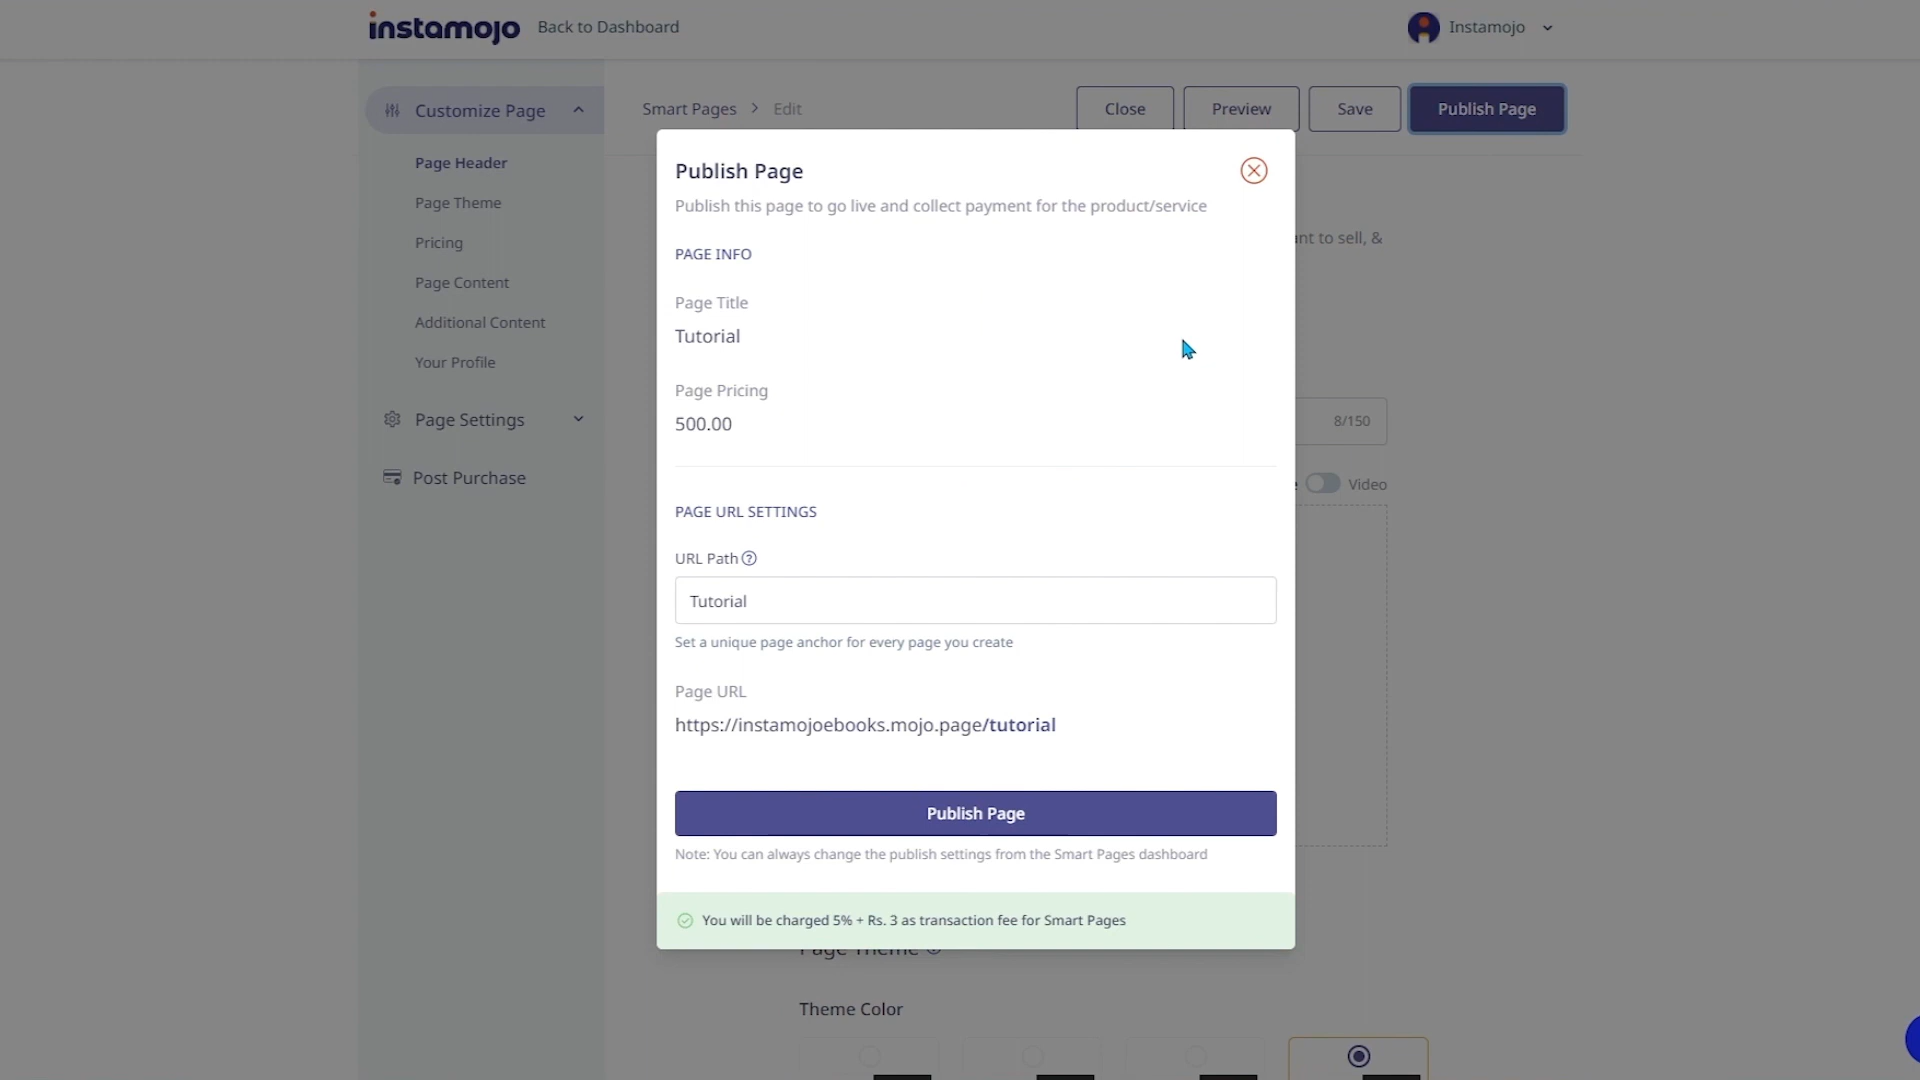 instamojo Back to Dashboard Instamojo
Customize Page
Smart Pages > Edit
Close Preview Save Publish Page
Page Header
Page Theme
Pricing
Page Content
Additional Content
Your Profile
Page Settings
Post Purchase
Publish Page
Publish this page to go live and collect payment for the product/service
nt to sell, &
PAGE INFO
Page Title
Tutorial
Page Pricing
500.00
8/150
Video
PAGE URL SETTINGS
URL Path
Tutorial
Set a unique page anchor for every page you create
Page URL
https://instamojoebooks.mojo.page/tutorial
Publish Page
Note: You can always change the publish settings from the Smart Pages dashboard
You will be charged 5% + Rs. 3 as transaction fee for Smart Pages
Page Theme
Theme Color